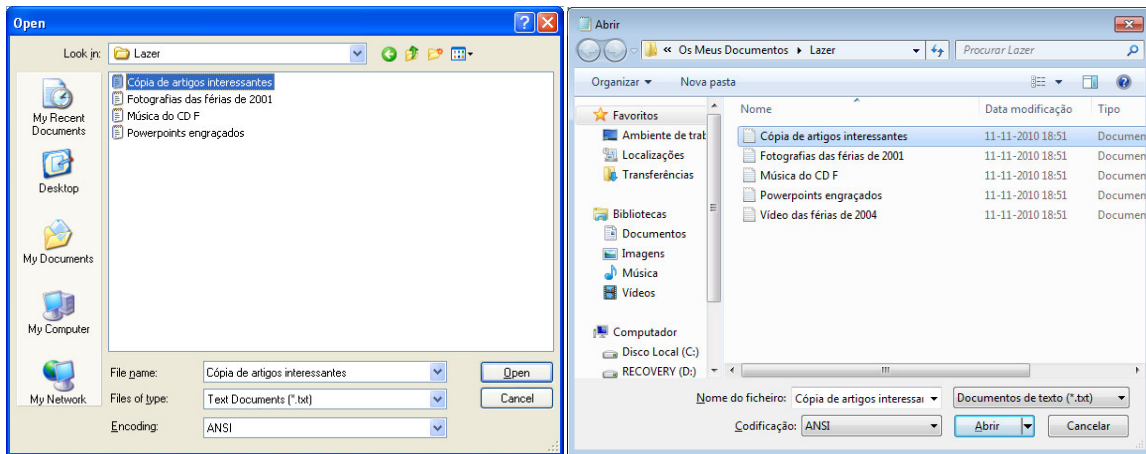 Open
Look in: Lazer
My Recent
Documents
Desktop
My Documents
My Computer
My Network
Cópia de artigos interessantes
Fotografias das férias de 2001
Música do CD F
Powerpoints engraçados
File name: Cópia de artigos interessantes Open
Files of type: Text Documents (*.txt) Cancel
Encoding: ANSI
Abrir
« Os Meus Documentos Lazer Procurar Lazer
Organizar Nova pasta
Favoritos
Ambiente de trab
Localizações
Transferências
Bibliotecas
Documentos
Imagens
Música
Vídeos
Computador
Disco Local (C:)
RECOVERY (D:)
Nome Data modificação Tipo
Cópia de artigos interessantes 11-11-2010 18:51 Documen
Fotografias das férias de 2001 11-11-2010 18:51 Documen
Música do CD F 11-11-2010 18:51 Documen
Powerpoints engraçados 11-11-2010 18:51 Documen
Vídeo das férias de 2004 11-11-2010 18:51 Documen
Nome do ficheiro: Cópia de artigos interessa Documentos de texto (*.txt)
Codificação: ANSI Abrir Cancelar